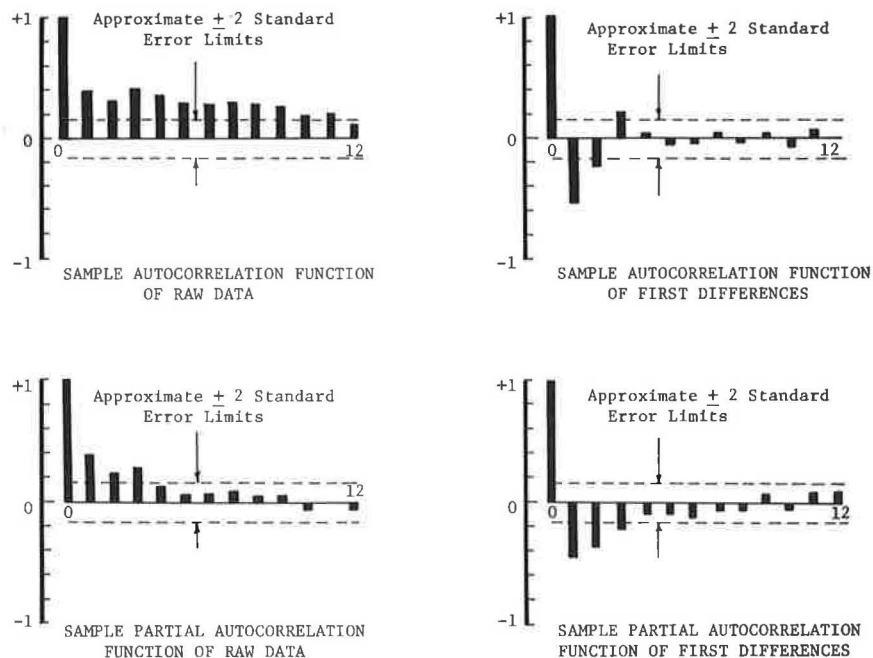 +1
Approximate ± 2 Standard
Error Limits
0
0
12
-1
SAMPLE AUTOCORRELATION FUNCTION
OF RAW DATA
+1
Approximate ± 2 Standard
Error Limits
0
0
12
-1
SAMPLE AUTOCORRELATION FUNCTION
OF FIRST DIFFERENCES
+1
Approximate ± 2 Standard
Error Limits
12
0
0
-1
SAMPLE PARTIAL AUTOCORRELATION
FUNCTION OF RAW DATA
+1
Approximate ± 2 Standard
Error Limits
0
0
12
-1
SAMPLE PARTIAL AUTOCORRELATION
FUNCTION OF FIRST DIFFERENCES